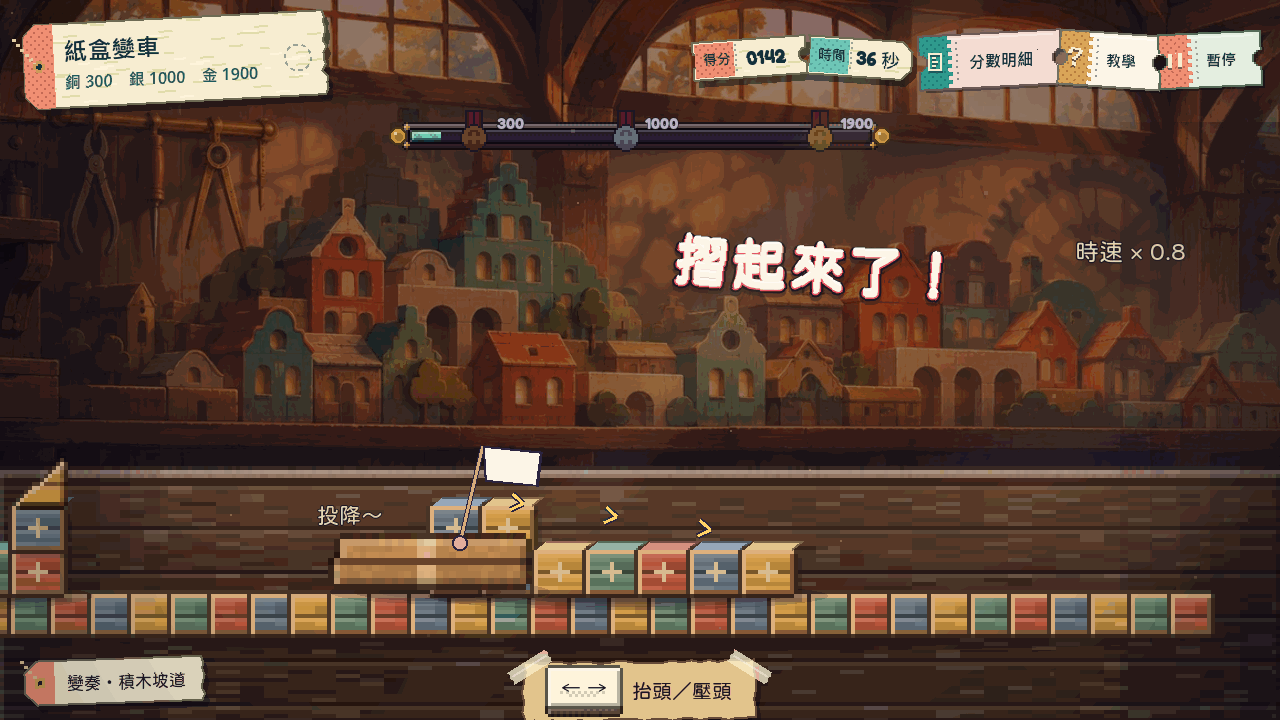 紙盒變車
銅 300 銀 1000 金 1900
得分 0142
時間 36 秒
分數明細
教學
暫停
300 1000 1900
摺起來了！
時速 × 0.8
投降～
變奏・積木坡道
← → 抬頭／壓頭